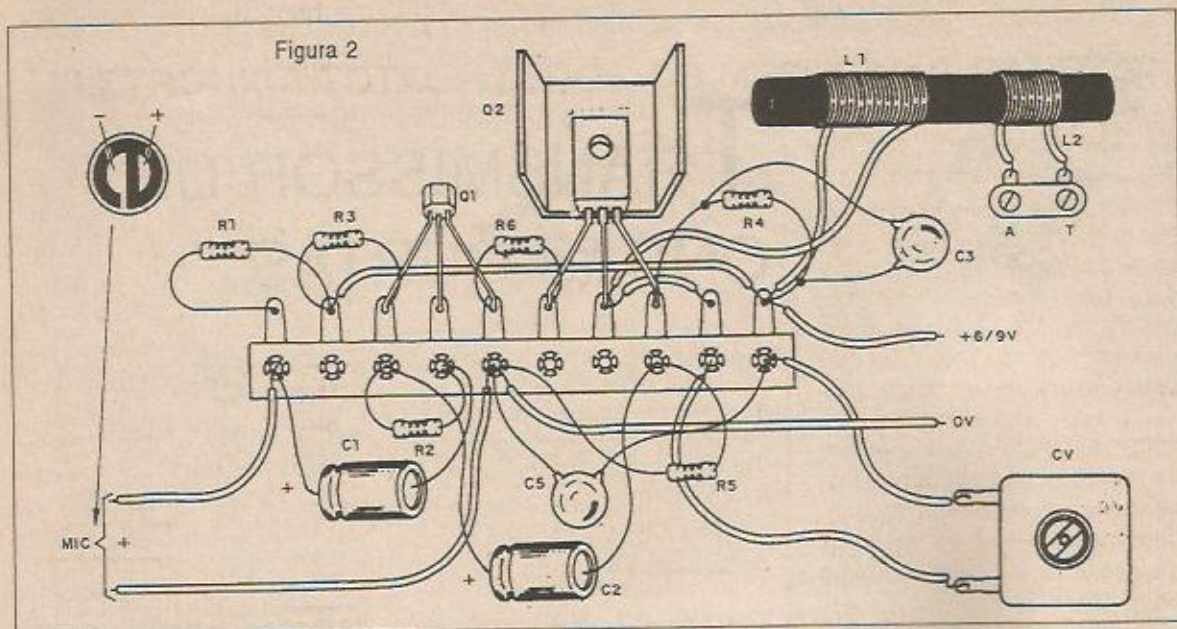 Figura 2
- +
Q2
L1
L2
A T
Q1
R1
R3
R6
R4
C3
+6/9V
0V
C1
R2
+
C5
R5
CV
MIC
+
+
C2